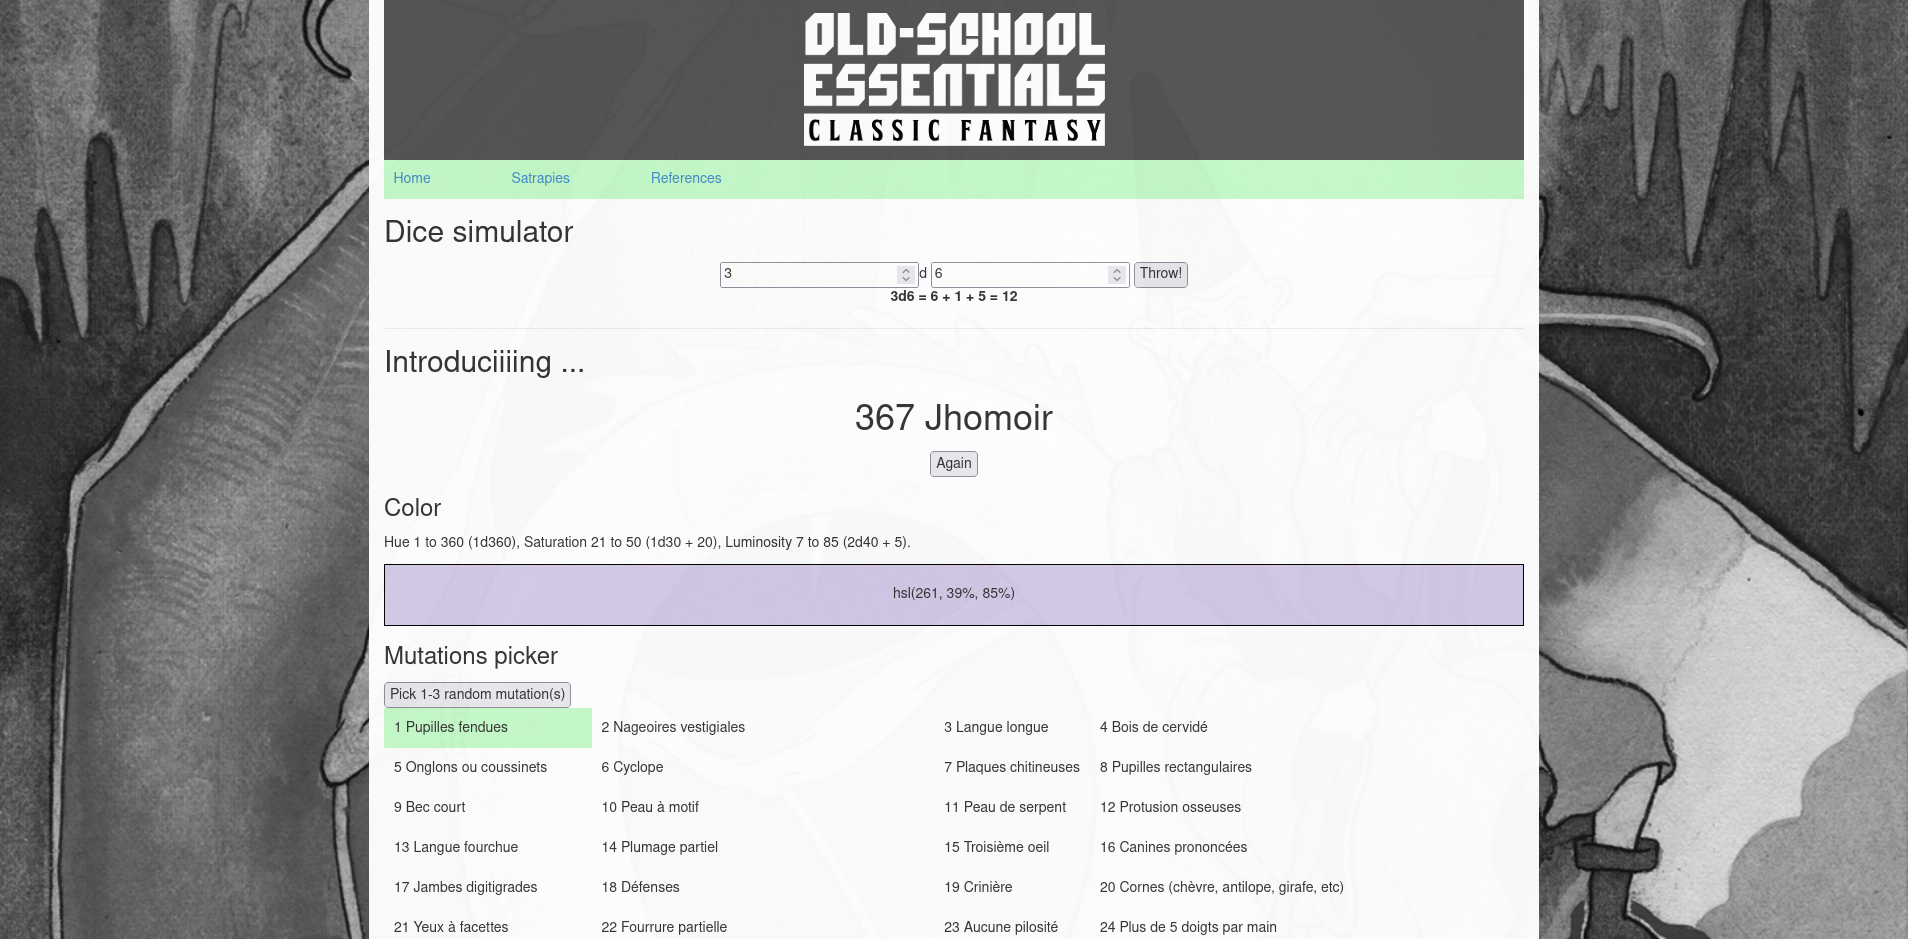 OLD-SCHOOL
ESSENTIALS
CLASSIC FANTASY
Home Satrapies References
Dice simulator
3 d 6 Throw!
3d6 = 6 + 1 + 5 = 12
Introduciiiing ...
367 Jhomoir
Again
Color
Hue 1 to 360 (1d360), Saturation 21 to 50 (1d30 + 20), Luminosity 7 to 85 (2d40 + 5).
hsl(261, 39%, 85%)
Mutations picker
Pick 1-3 random mutation(s)
1 Pupilles fendues 2 Nageoires vestigiales 3 Langue longue 4 Bois de cervidé
5 Onglons ou coussinets 6 Cyclope 7 Plaques chitineuses 8 Pupilles rectangulaires
9 Bec court 10 Peau à motif 11 Peau de serpent 12 Protusion osseuses
13 Langue fourchue 14 Plumage partiel 15 Troisième oeil 16 Canines prononcées
17 Jambes digitigrades 18 Défenses 19 Crinière 20 Cornes (chèvre, antilope, girafe, etc)
21 Yeux à facettes 22 Fourrure partielle 23 Aucune pilosité 24 Plus de 5 doigts par main